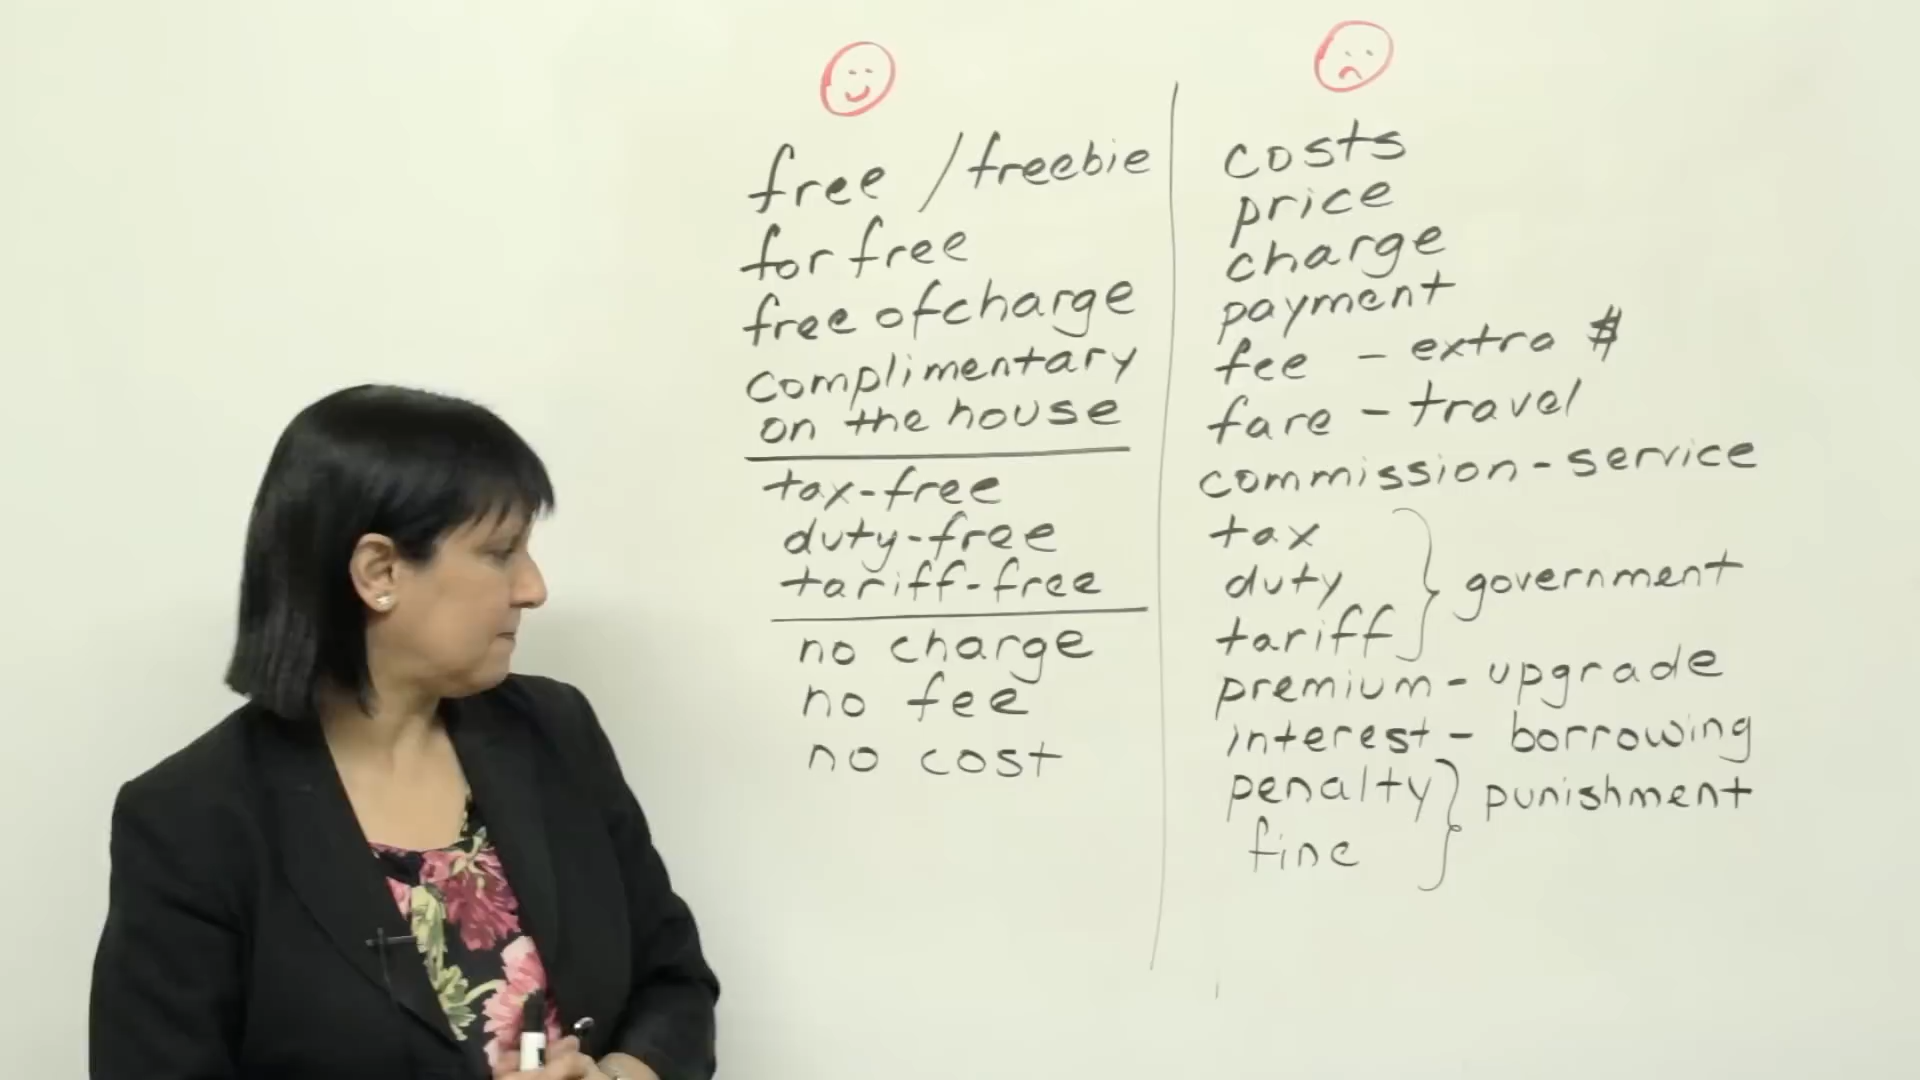 free / freebie
for free
free of charge
complimentary
on the house
tax-free
duty-free
tariff-free
no charge
no fee
no cost
costs
price
charge
payment
fee - extra $
fare - travel
commission - service
tax
duty } government
tariff
premium - upgrade
interest - borrowing
penalty } punishment
fine